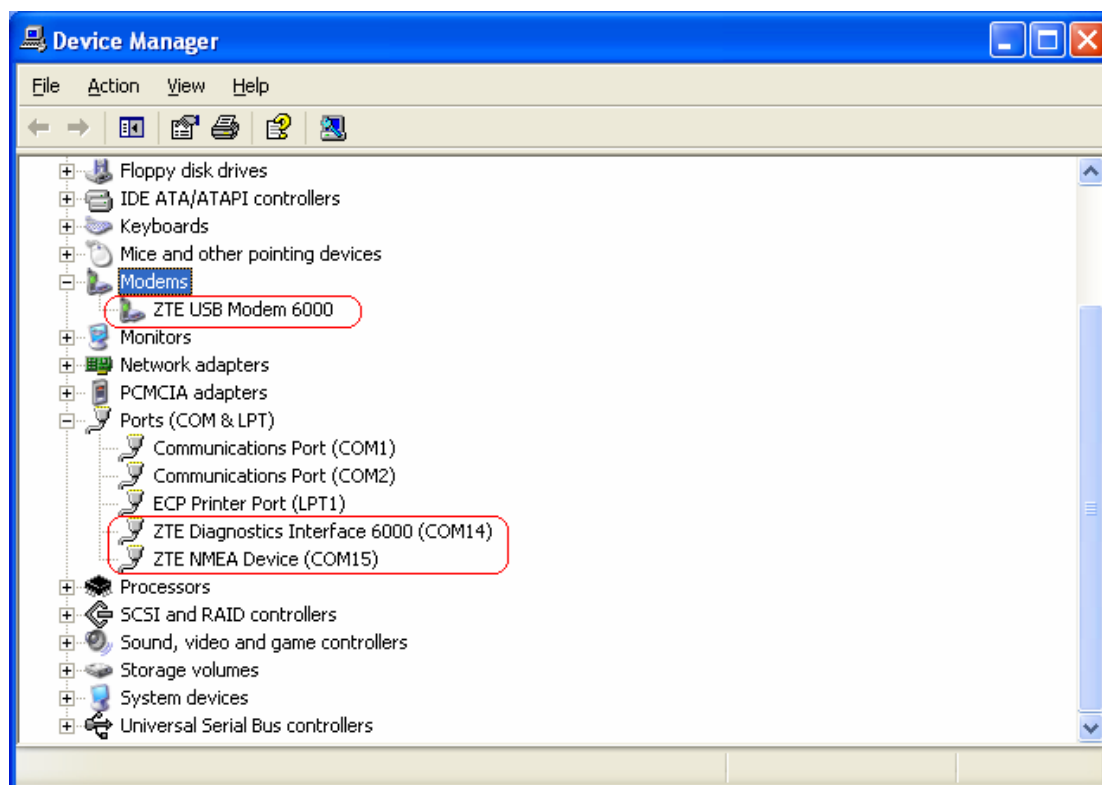 Device Manager
File Action View Help
Floppy disk drives
IDE ATA/ATAPI controllers
Keyboards
Mice and other pointing devices
Modems
ZTE USB Modem 6000
Monitors
Network adapters
PCMCIA adapters
Ports (COM & LPT)
Communications Port (COM1)
Communications Port (COM2)
ECP Printer Port (LPT1)
ZTE Diagnostics Interface 6000 (COM14)
ZTE NMEA Device (COM15)
Processors
SCSI and RAID controllers
Sound, video and game controllers
Storage volumes
System devices
Universal Serial Bus controllers